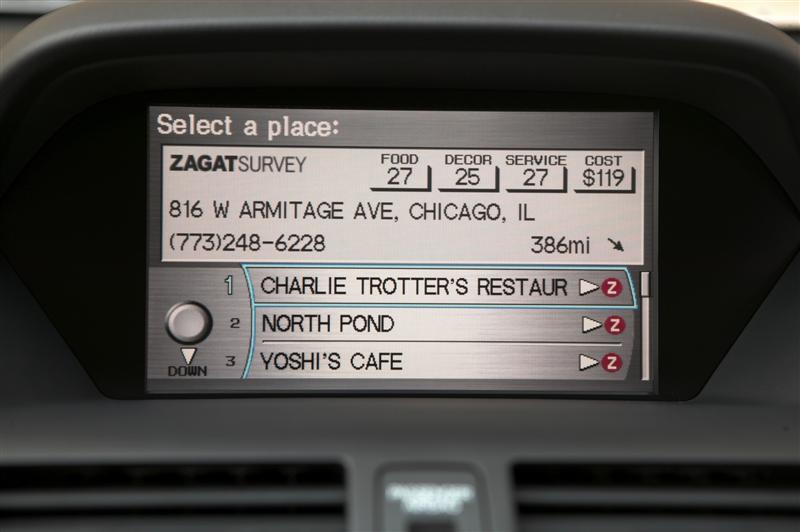 Select a place:
ZAGATSURVEY
FOOD DECOR SERVICE COST
27 25 27 $119
816 W ARMITAGE AVE, CHICAGO, IL
(773)248-6228 386mi
1 CHARLIE TROTTER'S RESTAUR Z
2 NORTH POND Z
3 YOSHI'S CAFE Z
DOWN